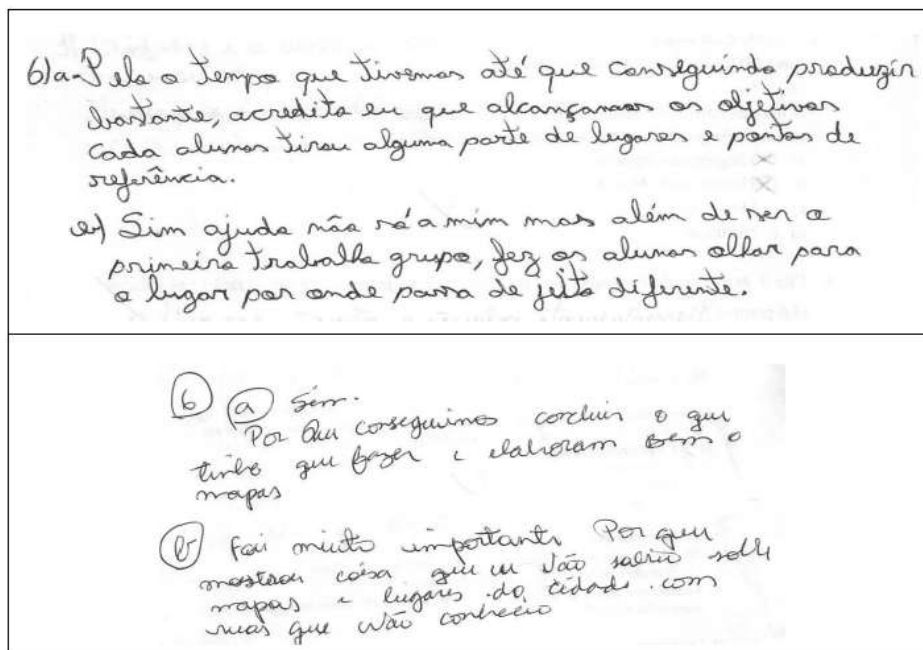 6)a- Pelo o tempo que tivemos até que conseguindo produzir
bastante, acredito eu que alcançamos os objetivos
cada alunos tirou alguma parte de lugares e pontos de
referência.
b) Sim ajuda não só a mim mas além de ser o
primeiro trabalho grupo, fez os alunos olhar para
o lugar por onde passa de jeito diferente.
6 a Sim.
Por Que conseguimos concluir o que
tinha que fazer e elaboram bem o
mapas
b foi muito importante Por que
mostrou coisa que eu não sabia sobre
mapas e lugares da cidade com
ruas que não conhecia